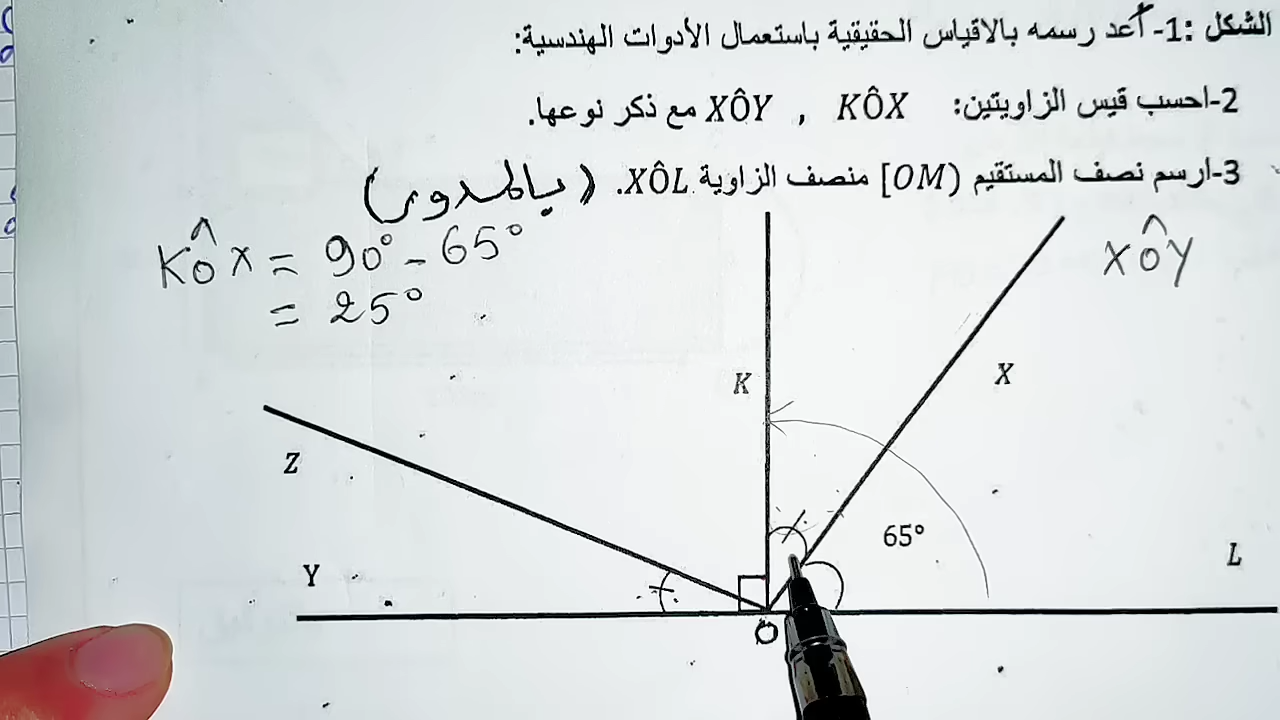 الشكل :1- أعد رسمه بالاقياس الحقيقية باستعمال الأدوات الهندسية:
2-احسب قيس الزاويتين: KÔX , XÔY مع ذكر نوعها.
3-ارسم نصف المستقيم [OM) منصف الزاوية XÔL. (بالمدور)
KÔX = 90° - 65°
= 25°
XÔY
K
X
Z
65°
L
Y
O